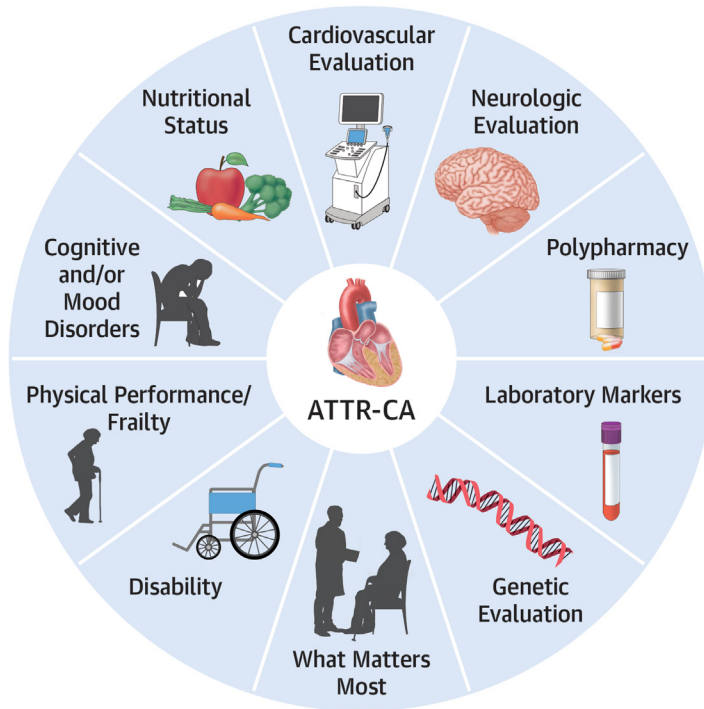 Cardiovascular
Evaluation
Neurologic
Evaluation
Polypharmacy
Laboratory Markers
Genetic
Evaluation
What Matters
Most
Disability
Physical Performance/
Frailty
Cognitive
and/or
Mood
Disorders
Nutritional
Status
ATTR-CA